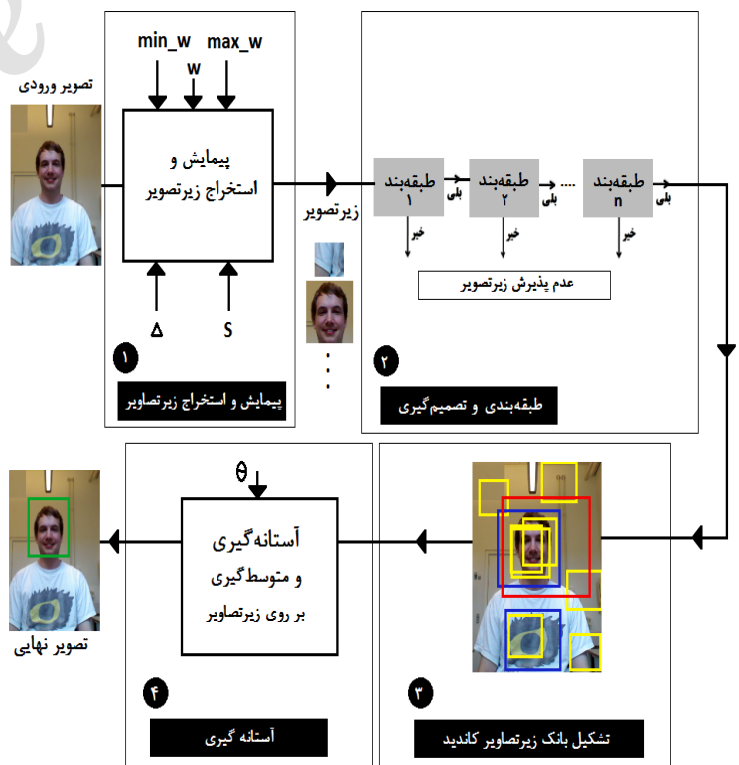 min_w max_w
w
تصویر ورودی
پیمایش و
استخراج زیرتصویر
Δ
S
زیرتصویر
۱
پیمایش و استخراج زیرتصاویر
طبقه‌بند
۱
بلی
خیر
طبقه‌بند
۲
بلی
....
خیر
طبقه‌بند
n
بلی
خیر
عدم پذیرش زیرتصویر
۲
طبقه‌بندی و تصمیم‌گیری
۳
تشکیل بانک زیرتصاویر کاندید
θ
آستانه‌گیری
و متوسط‌گیری
بر روی زیرتصاویر
۴
آستانه گیری
تصویر نهایی